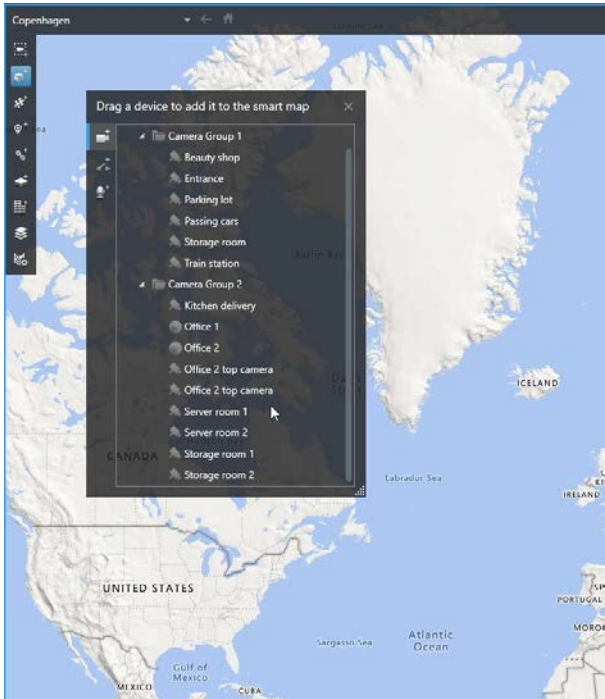 Copenhagen
Drag a device to add it to the smart map
Camera Group 1
Beauty shop
Entrance
Parking lot
Passing cars
Storage room
Train station
Camera Group 2
Kitchen delivery
Office 1
Office 2
Office 2 top camera
Office 2 top camera
Server room 1
Server room 2
Storage room 1
Storage room 2
Baffin Bay
ICELAND
CANADA
Labrador Sea
IRELAND
UNITED STATES
PORTUGAL
Sargasso Sea
Atlantic
Ocean
Gulf of
Mexico
MEXICO
CUBA